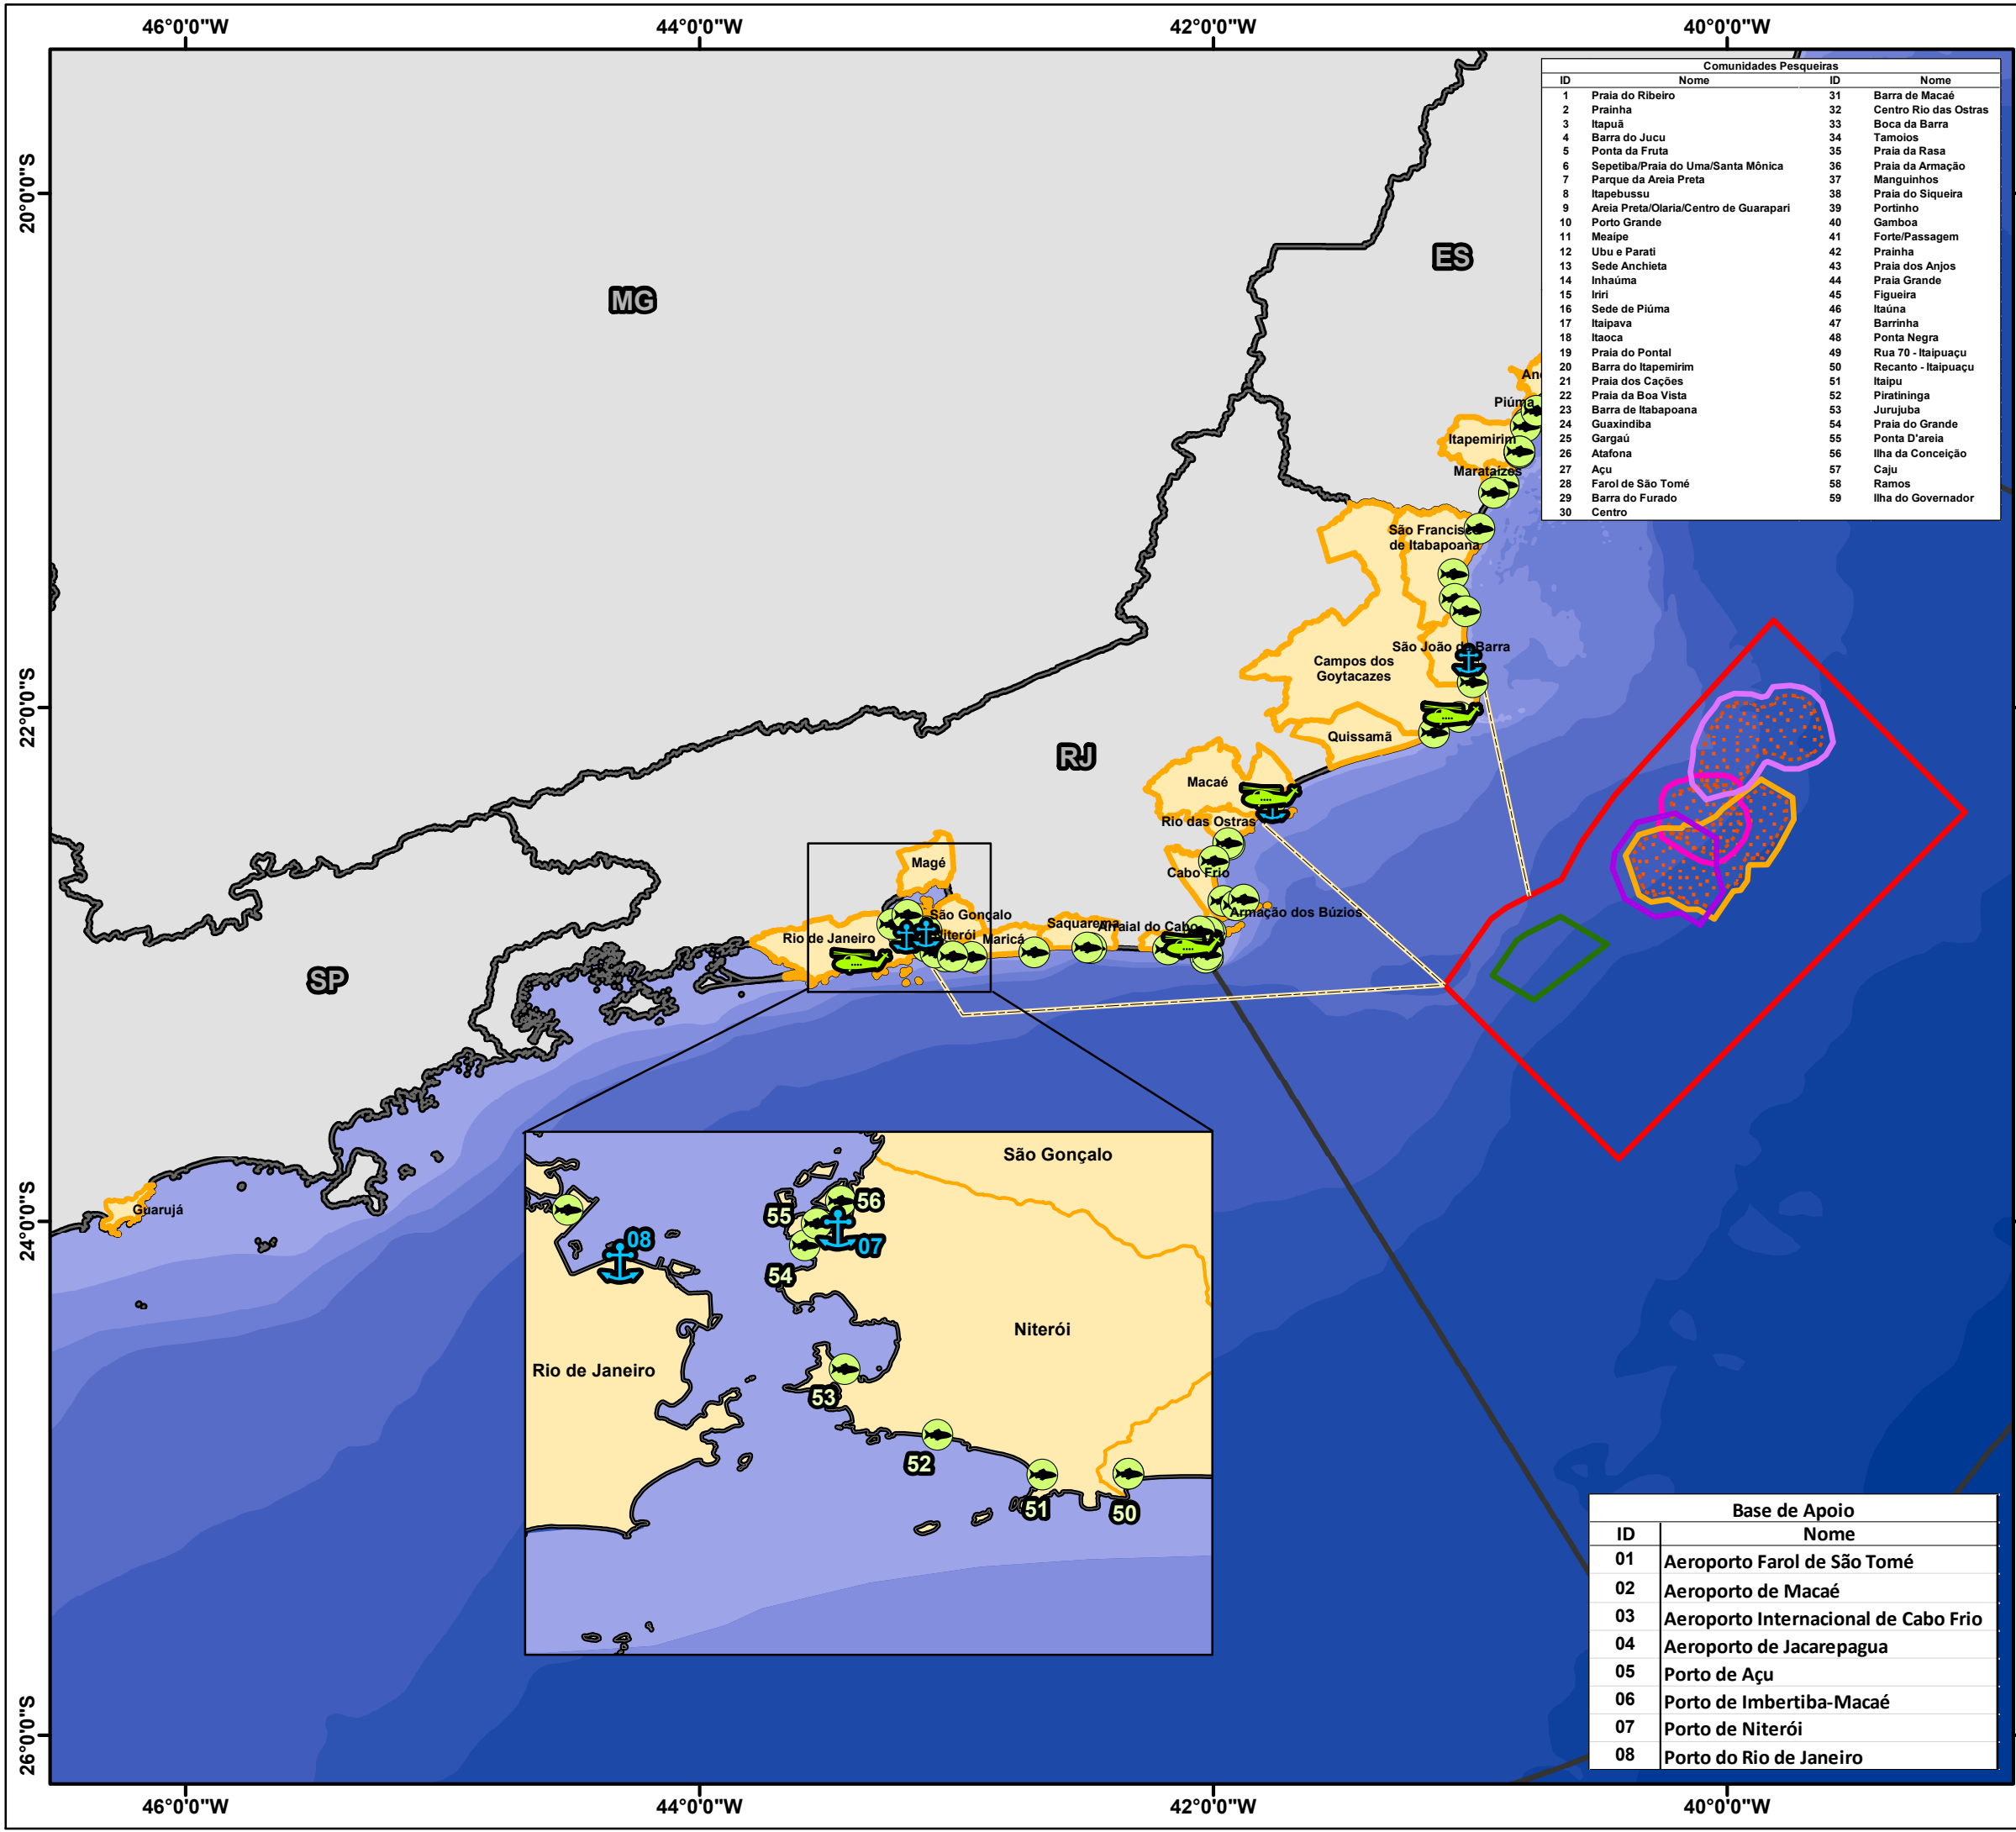 46°0'0"W 44°0'0"W 42°0'0"W 40°0'0"W
Comunidades Pesqueiras
ID Nome ID Nome
1 Praia do Ribeiro 31 Barra de Macaé
2 Prainha 32 Centro Rio das Ostras
3 Itapuã 33 Boca da Barra
4 Barra do Jucu 34 Tamoios
5 Ponta da Fruta 35 Praia da Rasa
6 Sepetiba/Praia do Uma/Santa Mônica 36 Praia da Armação
7 Parque da Areia Preta 37 Manguinhos
8 Itapebussu 38 Praia do Siqueira
9 Areia Preta/Olaria/Centro de Guarapari 39 Portinho
10 Porto Grande 40 Gamboa
11 Meaípe 41 Forte/Passagem
12 Ubu e Parati 42 Prainha
13 Sede Anchieta 43 Praia dos Anjos
14 Inhaúma 44 Praia Grande
15 Iriri 45 Figueira
16 Sede de Piúma 46 Itaúna
17 Itaipava 47 Barrinha
18 Itaoca 48 Ponta Negra
19 Praia do Pontal 49 Rua 70 - Itaipuaçu
20 Barra do Itapemirim 50 Recanto - Itaipuaçu
21 Praia dos Cações 51 Itaipu
22 Praia da Boa Vista 52 Piratininga
23 Barra de Itabapoana 53 Jurujuba
24 Guaxindiba 54 Praia do Grande
25 Gargaú 55 Ponta D'areia
26 Atafona 56 Ilha da Conceição
27 Açu 57 Caju
28 Farol de São Tomé 58 Ramos
29 Barra do Furado 59 Ilha do Governador
30 Centro
20°0'0"S
ES
MG
Piúma
Itapemirim
Marataízes
São Francisco
de Itabapoana
São João da Barra
Campos dos
Goytacazes
22°0'0"S
Quissamã
RJ
Macaé
Rio das Ostras
Magé
Cabo Frio
São Gonçalo
Armação dos Búzios
Saquarema
Arraial do Cabo
Rio de Janeiro
Niterói
Maricá
SP
Guarujá
24°0'0"S
São Gonçalo
56
55
08
07
54
Niterói
Rio de Janeiro
53
52
51
50
Base de Apoio
ID Nome
01 Aeroporto Farol de São Tomé
02 Aeroporto de Macaé
03 Aeroporto Internacional de Cabo Frio
04 Aeroporto de Jacarepagua
05 Porto de Açu
06 Porto de Imbertiba-Macaé
07 Porto de Niterói
08 Porto do Rio de Janeiro
26°0'0"S
46°0'0"W 44°0'0"W 42°0'0"W 40°0'0"W